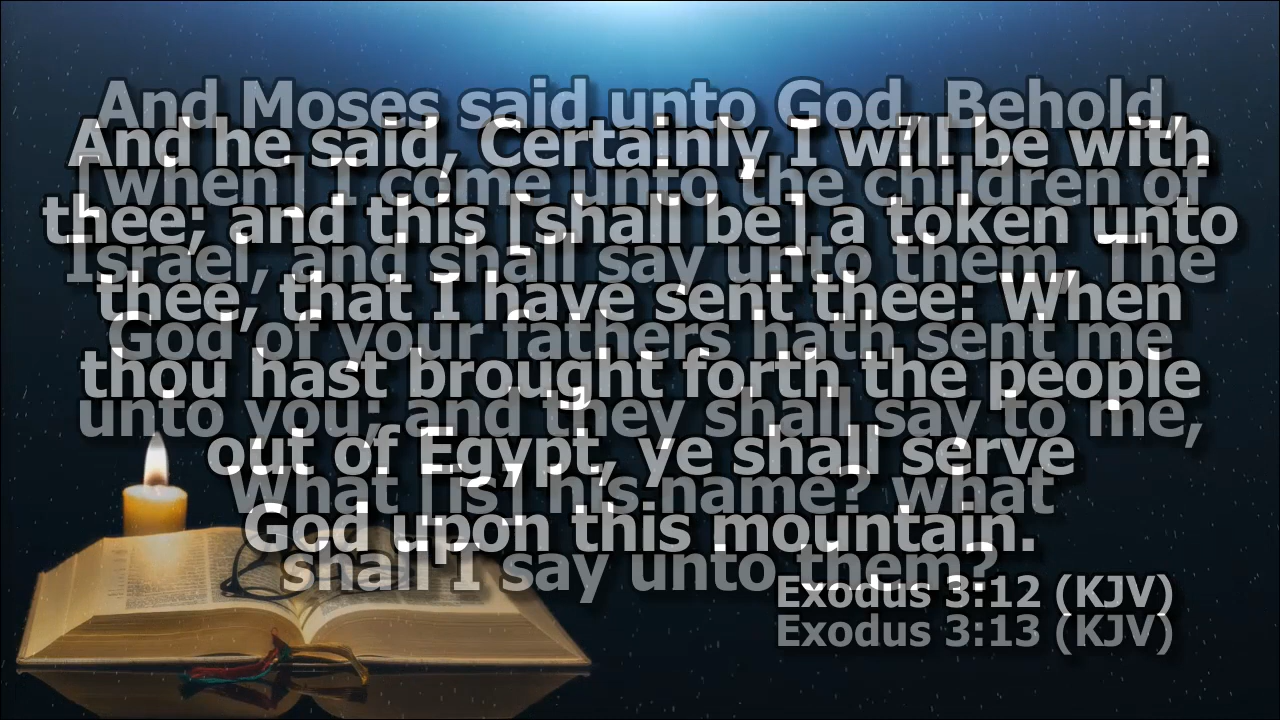 And he said, Certainly I will be with
thee; and this [shall be] a token unto
thee, that I have sent thee: When
thou hast brought forth the people
out of Egypt, ye shall serve
God upon this mountain.
Exodus 3:12 (KJV)
And Moses said unto God, Behold,
[when] I come unto the children of
Israel, and shall say unto them, The
God of your fathers hath sent me
unto you; and they shall say to me,
What [is] his name? what
shall I say unto them?
Exodus 3:13 (KJV)